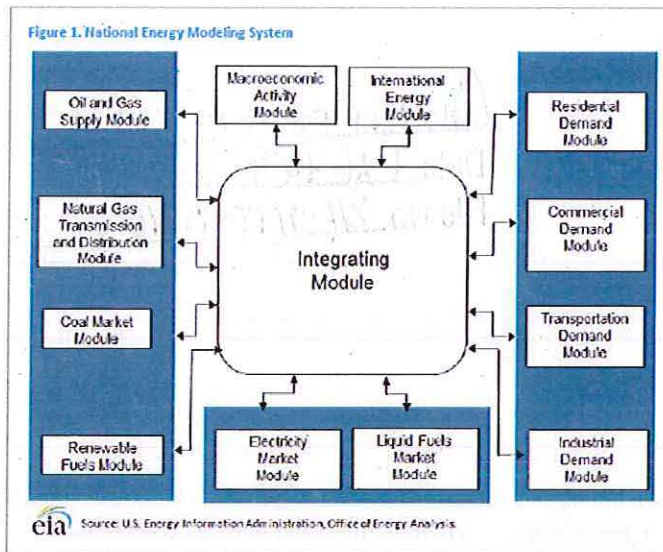 Figure 1. National Energy Modeling System
Macroeconomic
Activity
Module
International
Energy
Module
Oil and Gas
Supply Module
Natural Gas
Transmission
and Distribution
Module
Coal Market
Module
Renewable
Fuels Module
Integrating
Module
Residential
Demand
Module
Commercial
Demand
Module
Transportation
Demand
Module
Industrial
Demand
Module
Electricity
Market
Module
Liquid Fuels
Market
Module
eia Source: U.S. Energy Information Administration, Office of Energy Analysis.